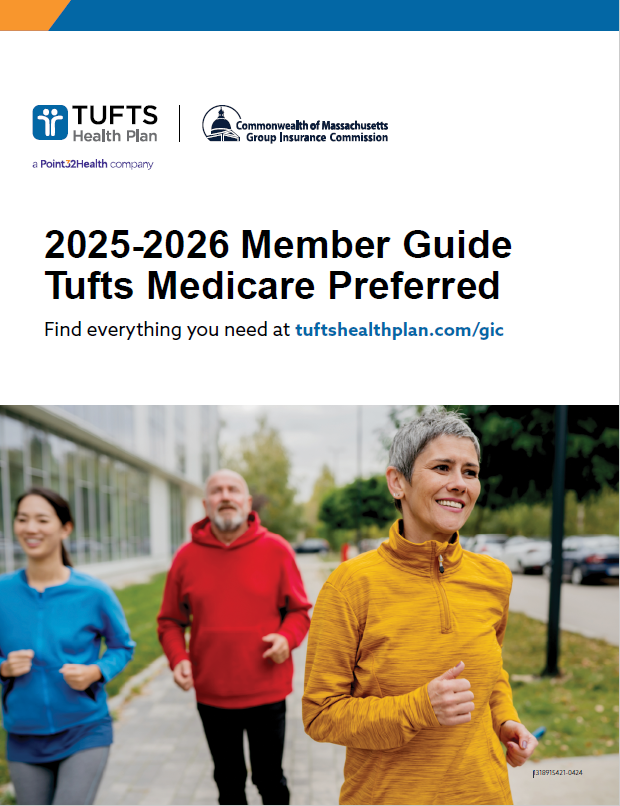 TUFTS
Health Plan
a Point32Health company
Commonwealth of Massachusetts
Group Insurance Commission
2025-2026 Member Guide
Tufts Medicare Preferred
Find everything you need at tuftshealthplan.com/gic
31891S421-0424